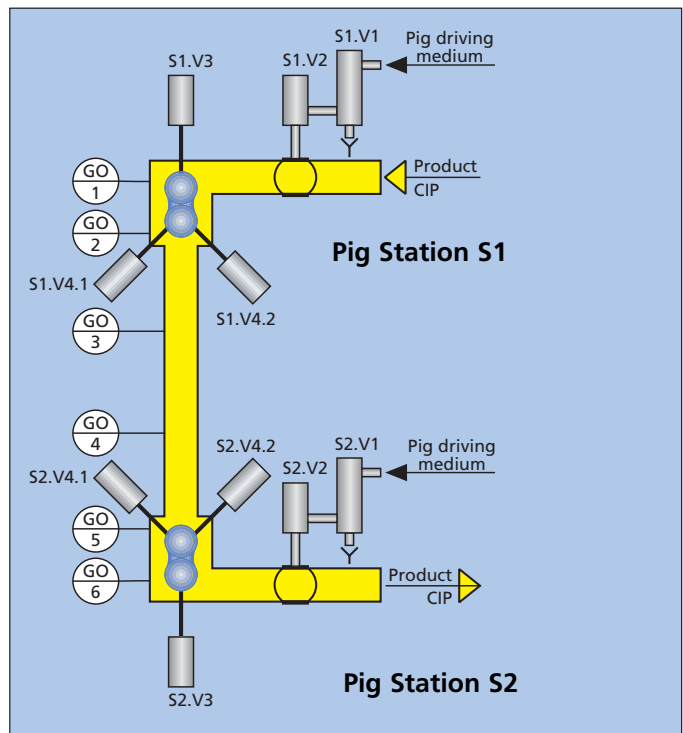 S1.V1
Pig driving
medium
S1.V2
S1.V3
GO
1
Product
CIP
GO
2
Pig Station S1
S1.V4.1
S1.V4.2
GO
3
GO
4
S2.V4.2
S2.V1
Pig driving
medium
S2.V4.1
S2.V2
GO
5
GO
6
Product
CIP
Pig Station S2
S2.V3